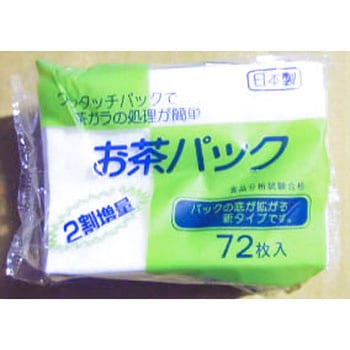 日本製
ワンタッチパックで
茶ガラの処理が簡単
お茶パック
食品分析試験合格
2割増量
パックの底が拡がる
新タイプです。
72枚入